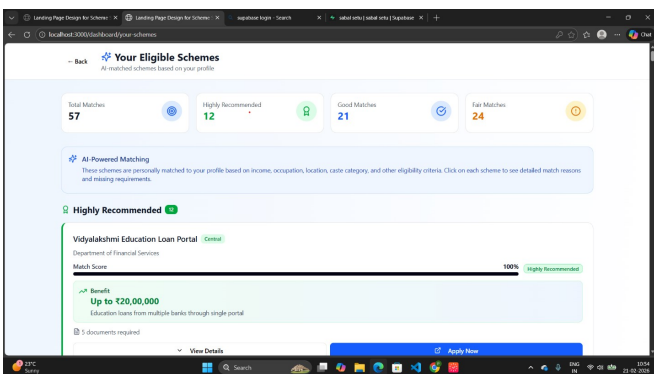 Landing Page Design for Scheme
Landing Page Design for Scheme
supabase login - Search
sabal setu | sabal setu | Supabase
localhost:3000/dashboard/your-schemes
Chat
← Back
Your Eligible Schemes
AI-matched schemes based on your profile
Total Matches
57
Highly Recommended
12
Good Matches
21
Fair Matches
24
AI-Powered Matching
These schemes are personally matched to your profile based on income, occupation, location, caste category, and other eligibility criteria. Click on each scheme to see detailed match reasons
and missing requirements.
Highly Recommended 12
Vidyalakshmi Education Loan Portal Central
Department of Financial Services
Match Score 100% Highly Recommended
Benefit
Up to ₹20,00,000
Education loans from multiple banks through single portal
5 documents required
View Details
Apply Now
23°C
Sunny
Search
ENG
IN
10:54
21-02-2026